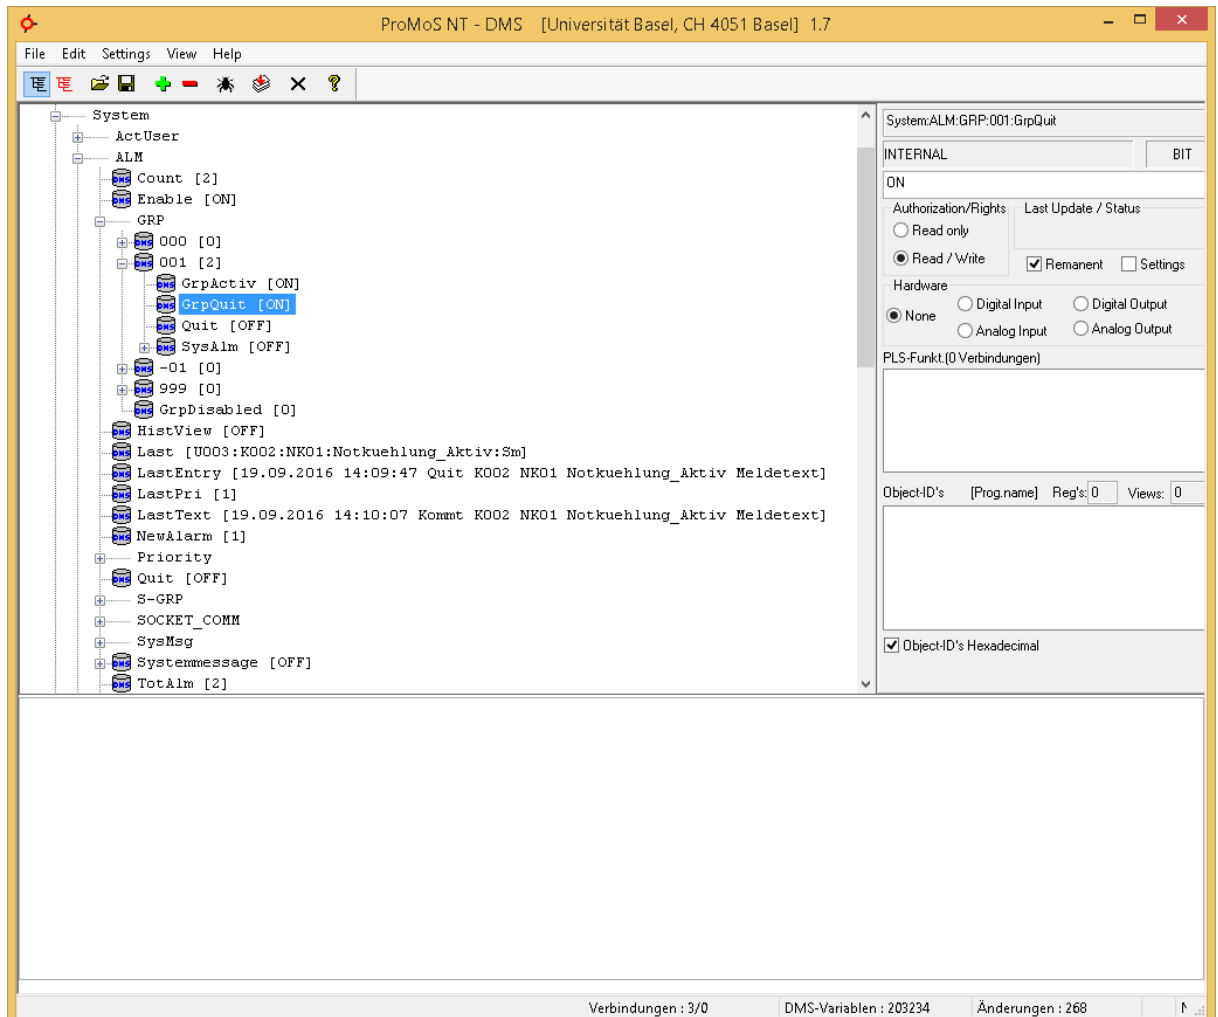 ProMoS NT - DMS [Universität Basel, CH 4051 Basel] 1.7
File Edit Settings View Help
System
ActUser
ALM
Count [2]
Enable [ON]
GRP
000 [0]
001 [2]
GrpActiv [ON]
GrpQuit [ON]
Quit [OFF]
SysAlm [OFF]
-01 [0]
999 [0]
GrpDisabled [0]
HistView [OFF]
Last [U003:K002:NK01:Notkuehlung_Aktiv:Sm]
LastEntry [19.09.2016 14:09:47 Quit K002 NK01 Notkuehlung_Aktiv Meldetext]
LastPri [1]
LastText [19.09.2016 14:10:07 Kommt K002 NK01 Notkuehlung_Aktiv Meldetext]
NewAlarm [1]
Priority
Quit [OFF]
S-GRP
SOCKET_COMM
SysMsg
Systemmessage [OFF]
TotAlm [2]
System:ALM:GRP:001:GrpQuit
INTERNAL BIT
ON
Authorization/Rights Last Update / Status
Read only
Read / Write Remanent Settings
Hardware
None Digital Input Digital Output
Analog Input Analog Output
PLS-Funkt.(0 Verbindungen)
Object-ID's [Prog.name] Reg's: 0 Views: 0
Object-ID's Hexadecimal
Verbindungen : 3/0 DMS-Variablen : 203234 Änderungen : 268